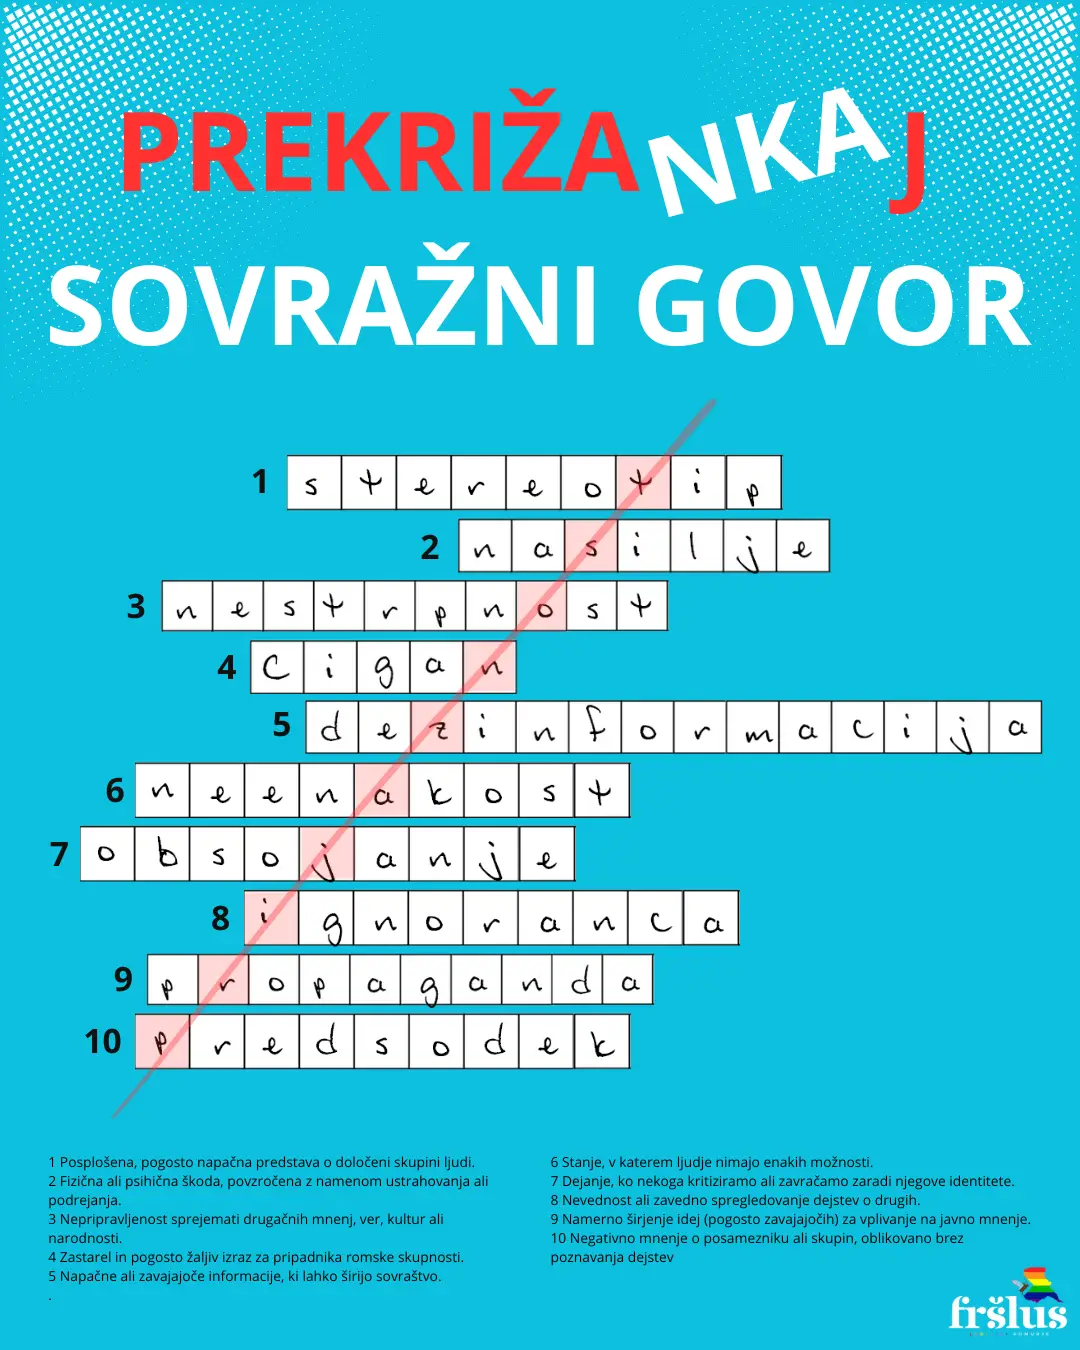 PREKRIŽANKAJ
SOVRAŽNI GOVOR
1 stereotip
2 nasilje
3 nestrpnost
4 Cigan
5 dezinformacija
6 neenakost
7 obsojanje
8 ignoranca
9 propaganda
10 predsodek
1 Posplošena, pogosto napačna predstava o določeni skupini ljudi.
2 Fizična ali psihična škoda, povzročena z namenom ustrahovanja ali
podrejanja.
3 Nepripravljenost sprejemati drugačnih mnenj, ver, kultur ali
narodnosti.
4 Zastarel in pogosto žaljiv izraz za pripadnika romske skupnosti.
5 Napačne ali zavajajoče informacije, ki lahko širijo sovraštvo.
.
6 Stanje, v katerem ljudje nimajo enakih možnosti.
7 Dejanje, ko nekoga kritiziramo ali zavračamo zaradi njegove identitete.
8 Nevednost ali zavedno spregledovanje dejstev o drugih.
9 Namerno širjenje idej (pogosto zavajajočih) za vplivanje na javno mnenje.
10 Negativno mnenje o posamezniku ali skupin, oblikovano brez
poznavanja dejstev
fršlus